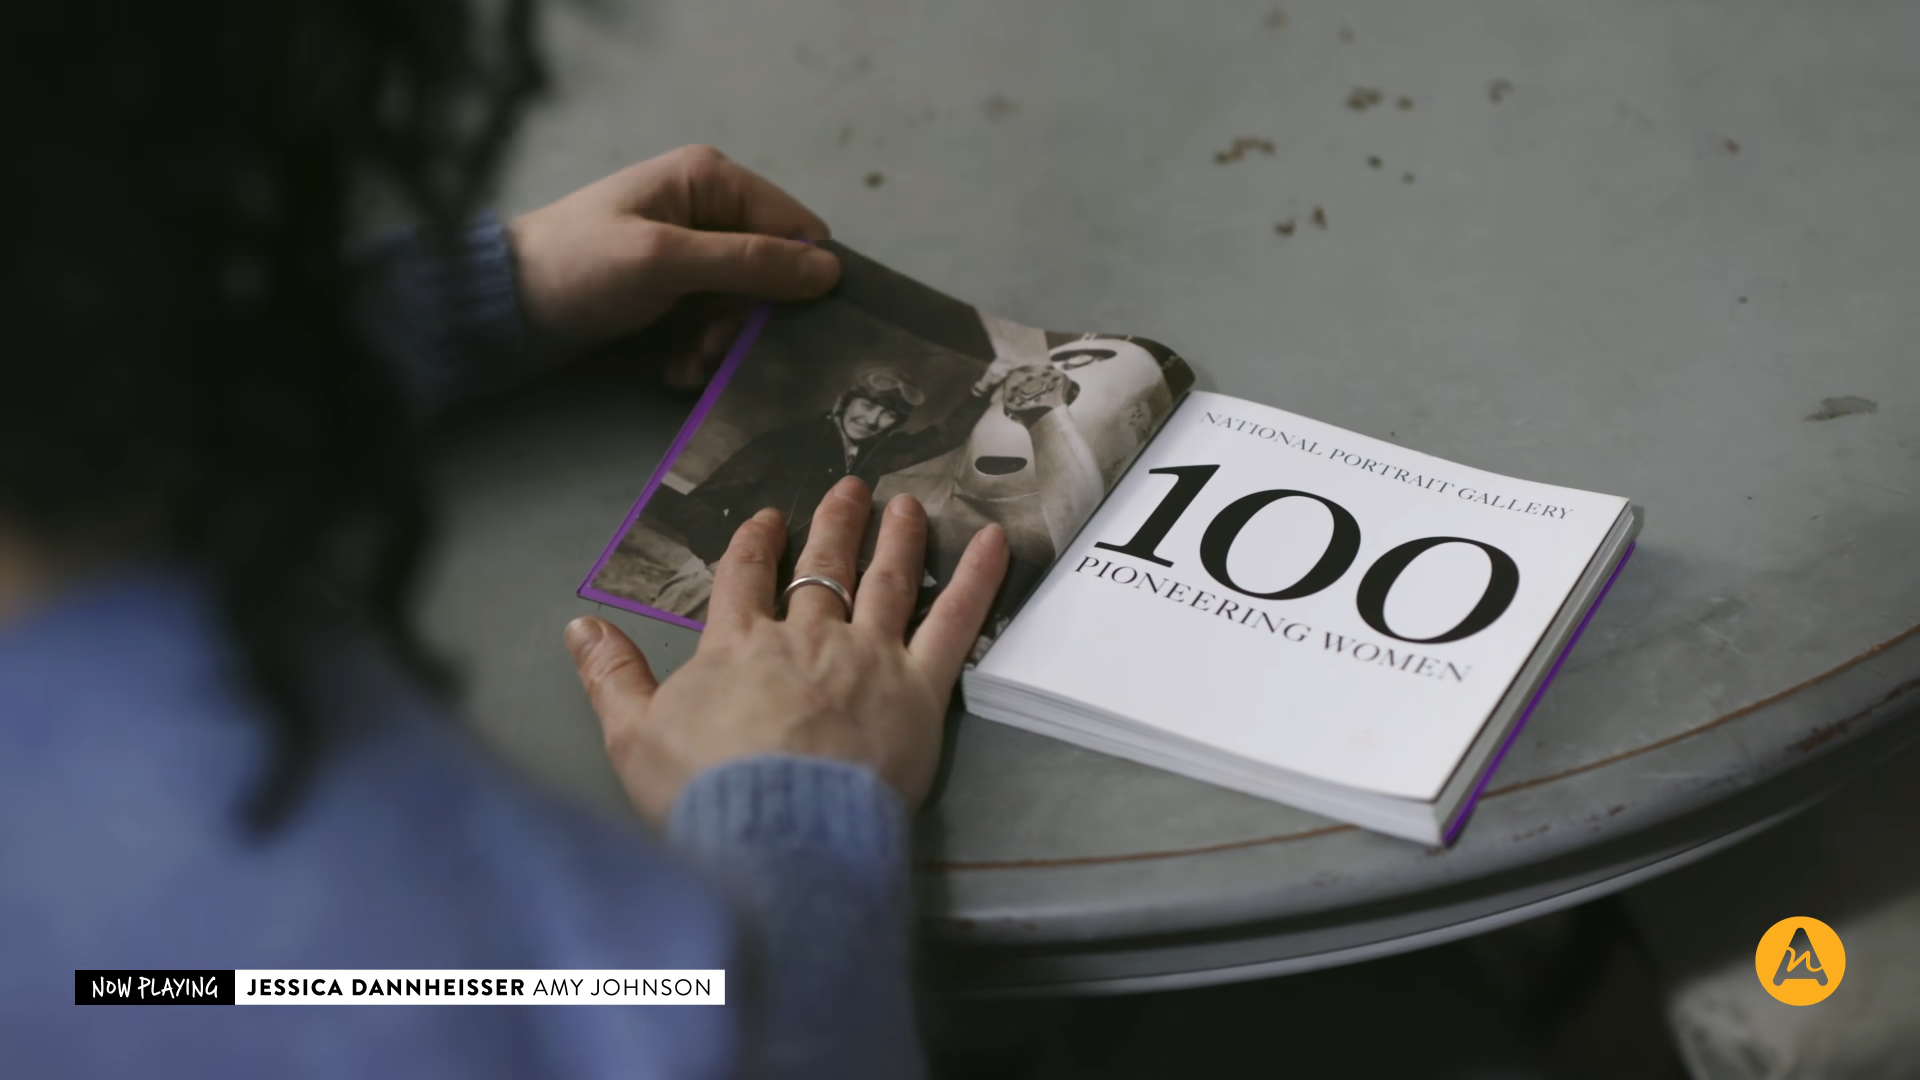 NATIONAL PORTRAIT GALLERY
100
PIONEERING WOMEN
NOW PLAYING JESSICA DANNHEISSER AMY JOHNSON